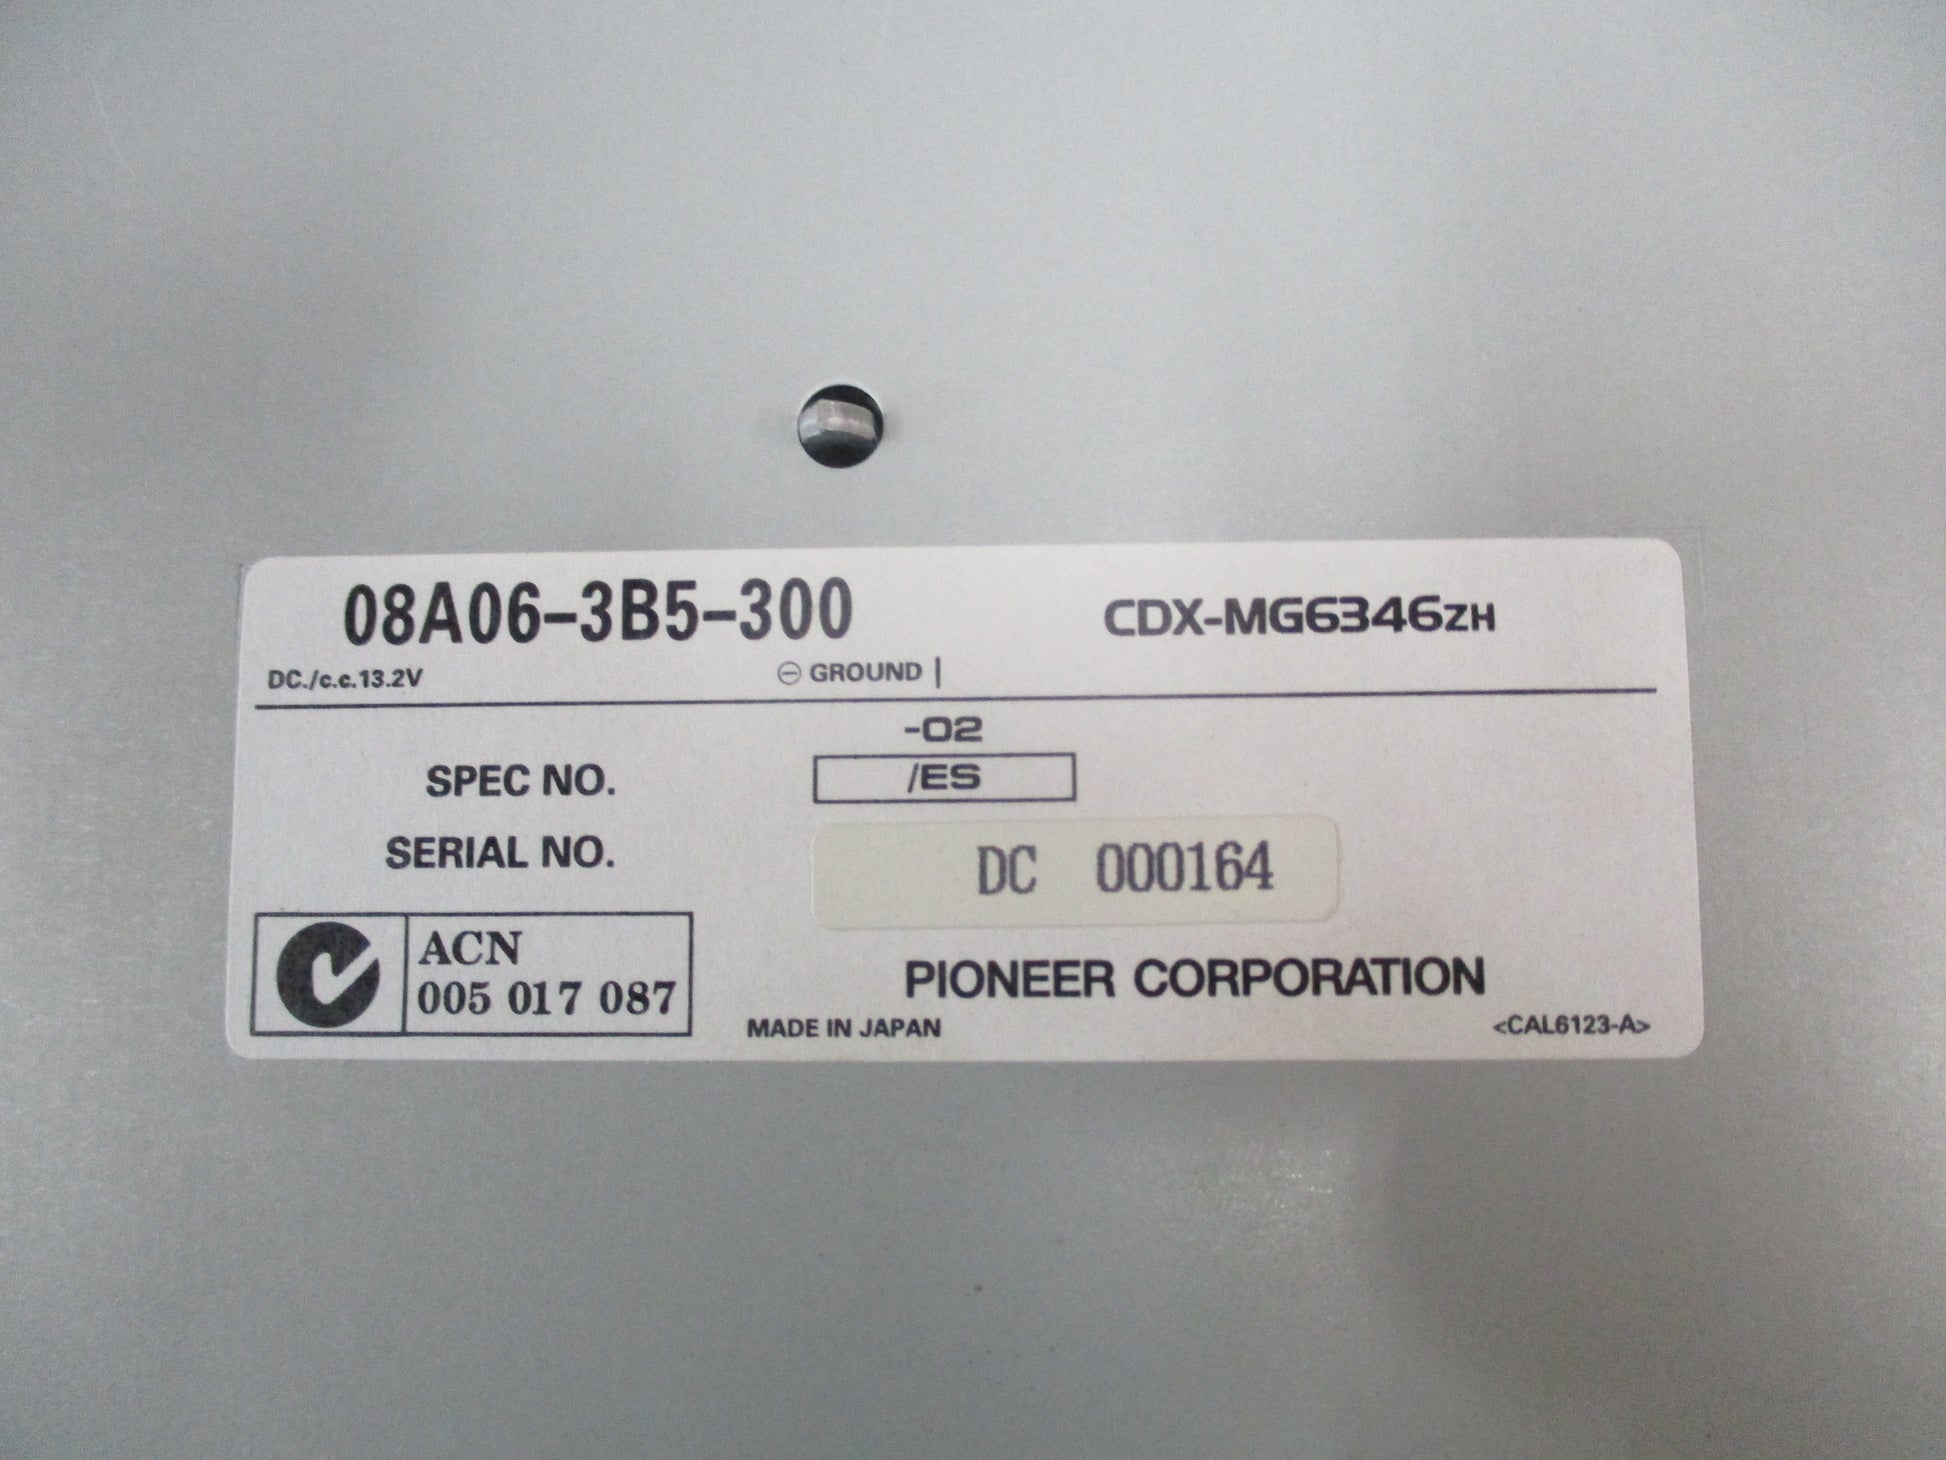 08A06-3B5-300 CDX-MG6346ZH
DC./c.c.13.2V ⊖ GROUND |
-02
SPEC NO. /ES
SERIAL NO. DC 000164
ACN
005 017 087
PIONEER CORPORATION
MADE IN JAPAN <CAL6123-A>